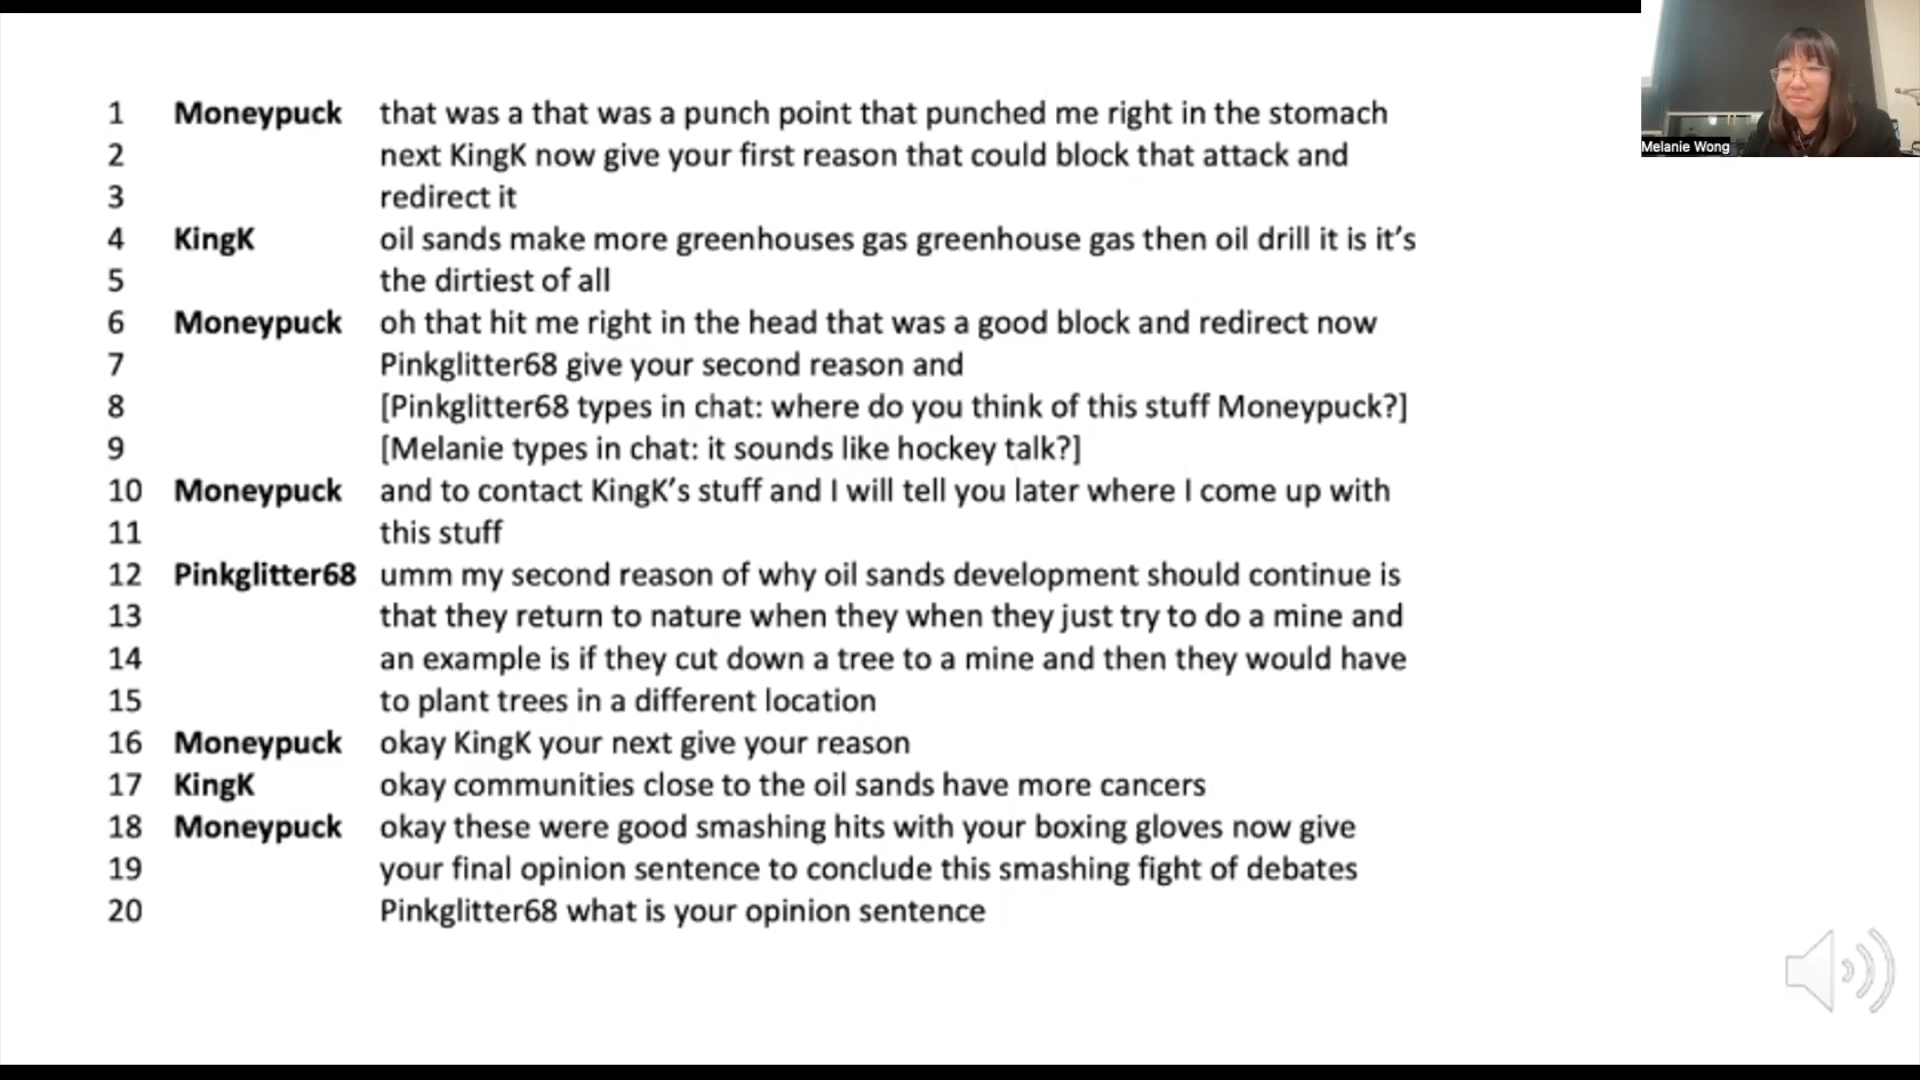 1 Moneypuck that was a that was a punch point that punched me right in the stomach
2 next KingK now give your first reason that could block that attack and
3 redirect it
4 KingK oil sands make more greenhouses gas greenhouse gas then oil drill it is it’s
5 the dirtiest of all
6 Moneypuck oh that hit me right in the head that was a good block and redirect now
7 Pinkglitter68 give your second reason and
8 [Pinkglitter68 types in chat: where do you think of this stuff Moneypuck?]
9 [Melanie types in chat: it sounds like hockey talk?]
10 Moneypuck and to contact KingK’s stuff and I will tell you later where I come up with
11 this stuff
12 Pinkglitter68 umm my second reason of why oil sands development should continue is
13 that they return to nature when they when they just try to do a mine and
14 an example is if they cut down a tree to a mine and then they would have
15 to plant trees in a different location
16 Moneypuck okay KingK your next give your reason
17 KingK okay communities close to the oil sands have more cancers
18 Moneypuck okay these were good smashing hits with your boxing gloves now give
19 your final opinion sentence to conclude this smashing fight of debates
20 Pinkglitter68 what is your opinion sentence
Melanie Wong